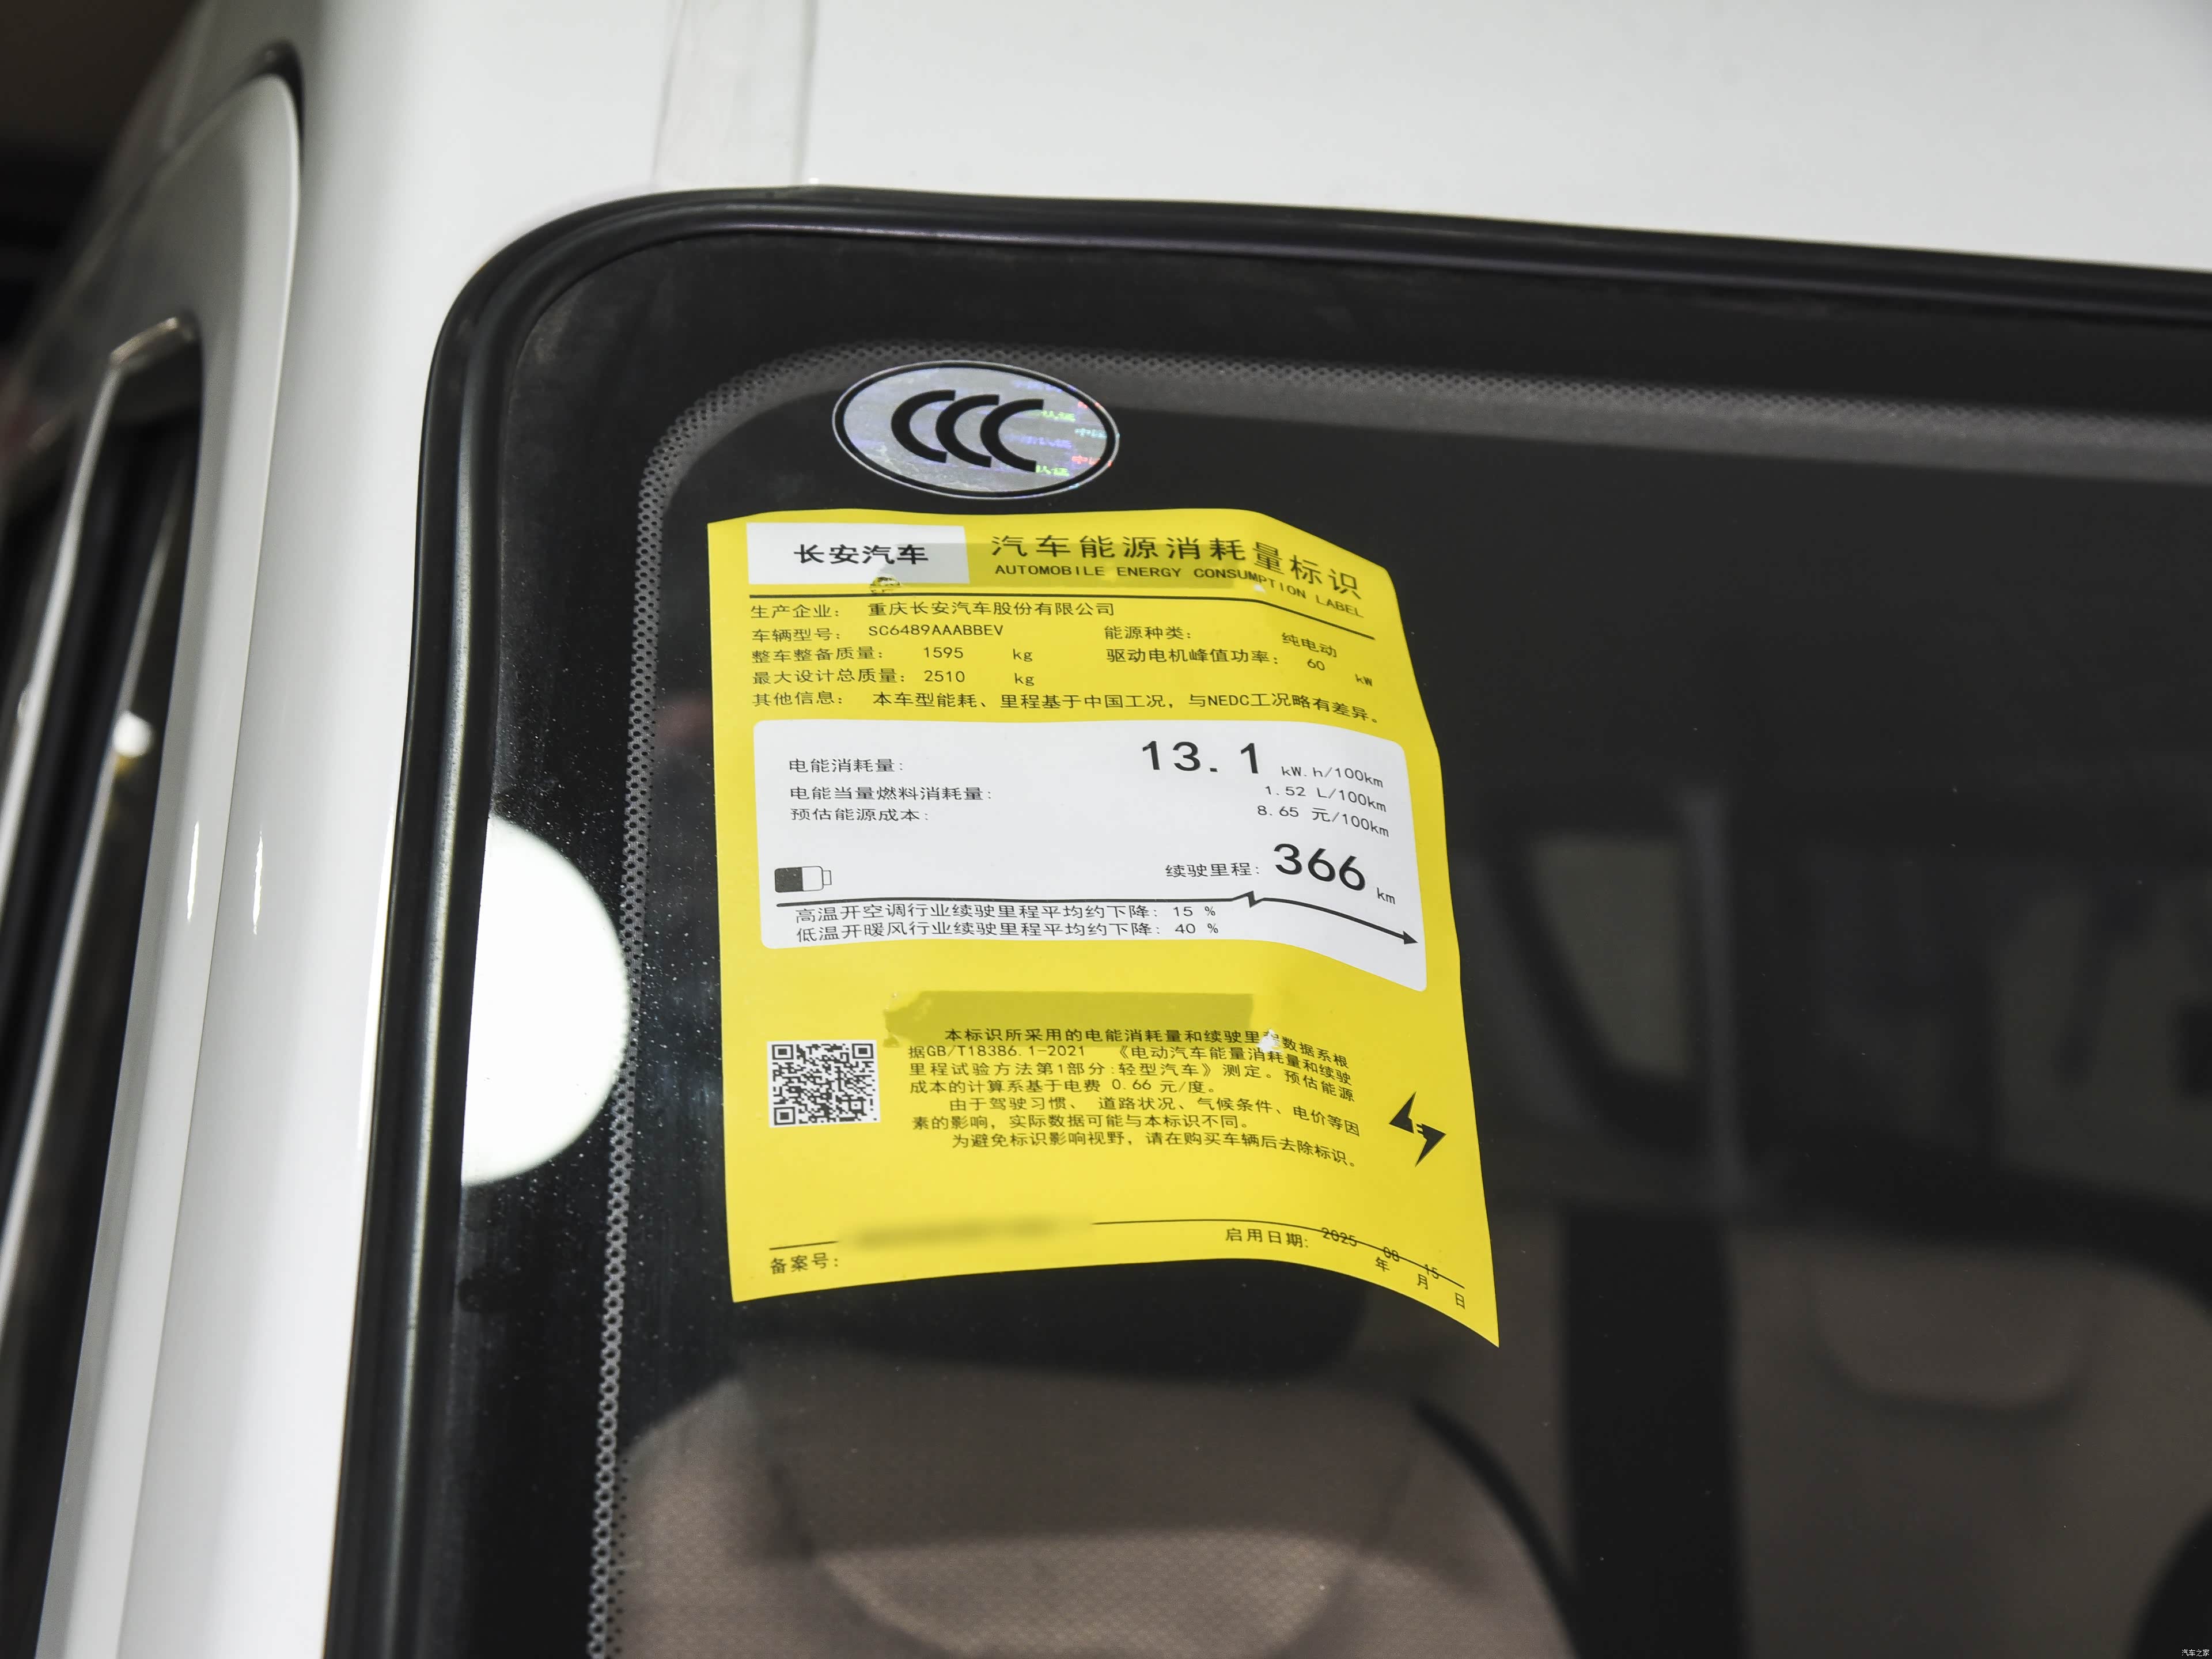 CCC
长安汽车
汽车能源消耗量标识
AUTOMOBILE ENERGY CONSUMPTION LABEL
生产企业： 重庆长安汽车股份有限公司
车辆型号： SC6489AAABBEV 能源种类： 纯电动
整车整备质量： 1595 kg 驱动电机峰值功率： 60 kW
最大设计总质量： 2510 kg
其他信息： 本车型能耗、里程基于中国工况，与NEDC工况略有差异。
电能消耗量： 13.1 kW.h/100km
电能当量燃料消耗量： 1.52 L/100km
预估能源成本： 8.65 元/100km
续驶里程： 366 km
高温开空调行业续驶里程平均约下降： 15 %
低温开暖风行业续驶里程平均约下降： 40 %
本标识所采用的电能消耗量和续驶里程数据系根
据GB/T18386.1-2021 《电动汽车能量消耗量和续驶
里程试验方法第1部分:轻型汽车》测定。预估能源
成本的计算系基于电费 0.66 元/度。
由于驾驶习惯、 道路状况、气候条件、电价等因
素的影响，实际数据可能与本标识不同。
为避免标识影响视野，请在购买车辆后去除标识。
备案号： 启用日期: 2025 年 08 月 15 日
汽车之家